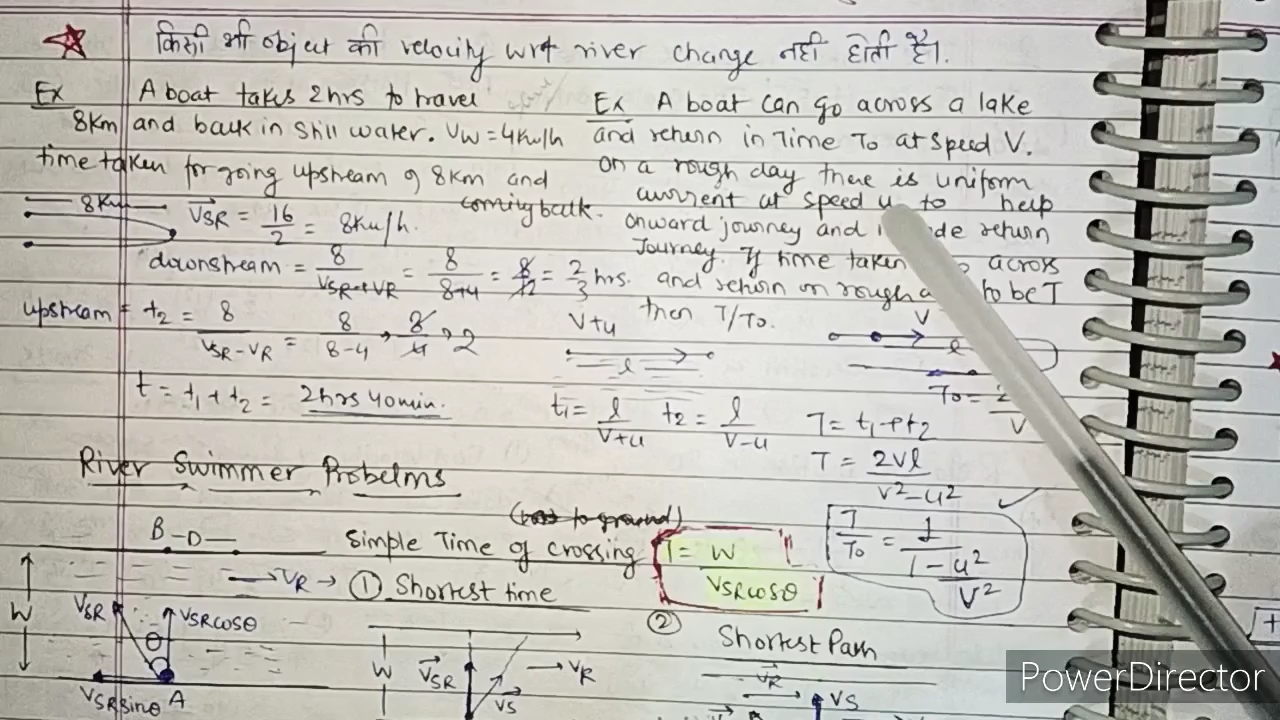 किसी भी object की velocity wrt river change नहीं होती है।
Ex A boat takes 2hrs to travel
8Km and back in still water. Vw = 4Km/h
time taken for going upstream of 8Km and
coming back.
8Km VSR = 16/2 = 8Km/h.
downstream = 8/(VSR+VR) = 8/(8+4) = 8/12 = 2/3 hrs.
upstream = t2 = 8/(VSR-VR) = 8/(8-4) → 8/4 → 2
t = t1 + t2 = 2hrs 40min.
Ex A boat can go across a lake
and return in Time To at speed V.
on a rough day there is uniform
current at speed u to help
onward journey and return
Journey. If time taken across
and return on rough to be T
then T/To.
V+u
l
V
l
t1 = l/(V+u) t2 = l/(V-u) T = t1+t2
To = 2 /V
T = 2Vl/(V²-u²)
T/To = 1/(1-u²/V²)
River Swimmer Probelms
B -D-
Simple Time of crossing T = W/(VSRcosθ)
→VR → ① Shortest time
W VSR VSRcosθ
θ
VSRsinθ A
W VSR → VR
VS
② Shortest Path
VR
VS
PowerDirector